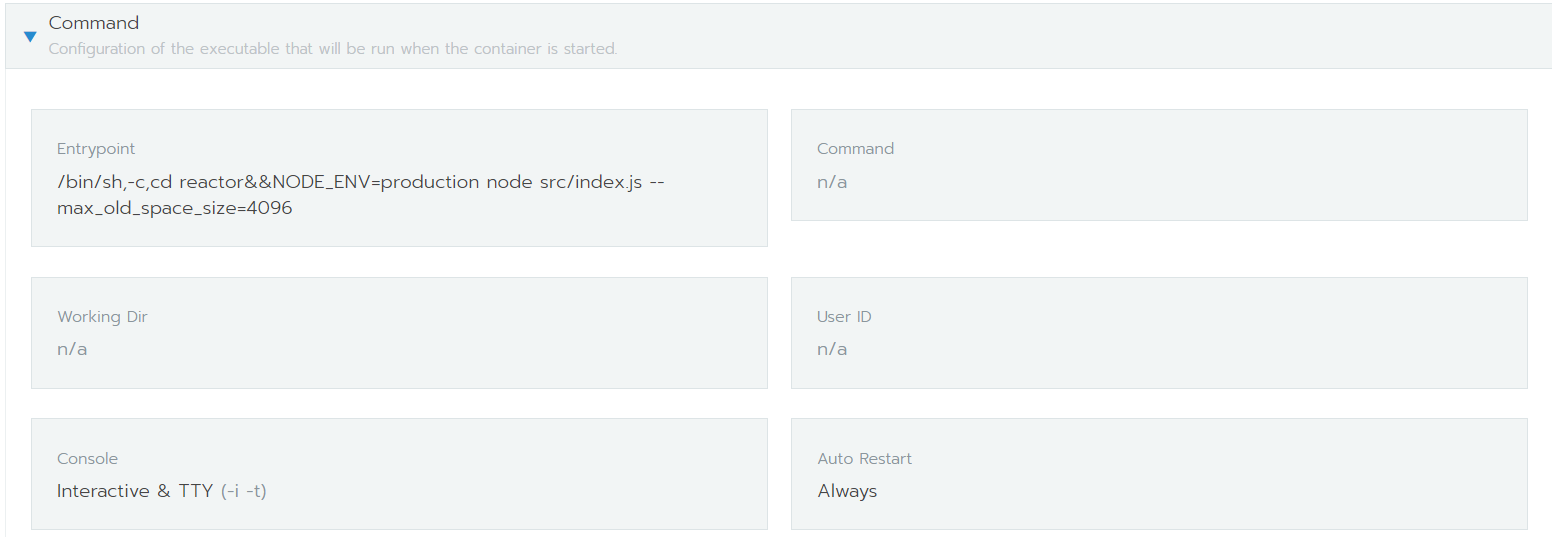 Command
Configuration of the executable that will be run when the container is started.
Entrypoint
/bin/sh,-c,cd reactor&&NODE_ENV=production node src/index.js --
max_old_space_size=4096
Command
n/a
Working Dir
n/a
User ID
n/a
Console
Interactive & TTY (-i -t)
Auto Restart
Always